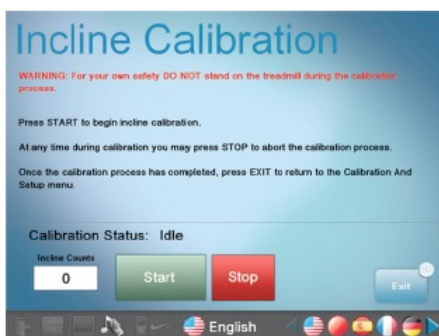 Incline Calibration
WARNING: For your own safety DO NOT stand on the treadmill during the calibration
process.
Press START to begin incline calibration.
At any time during calibration you may press STOP to abort the calibration process.
Once the calibration process has completed, press EXIT to return to the Calibration And
Setup menu.
Calibration Status: Idle
Incline Counts
0
Start
Stop
Exit
English